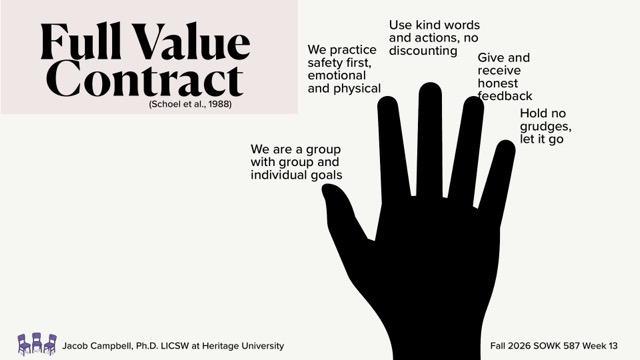 Full Value
Contract
(Schoel et al., 1988)
We are a group
with group and
individual goals
We practice
safety first,
emotional
and physical
Use kind words
and actions, no
discounting
Give and
receive
honest
feedback
Hold no
grudges,
let it go
Jacob Campbell, Ph.D. LICSW at Heritage University
Fall 2026 SOWK 587 Week 13